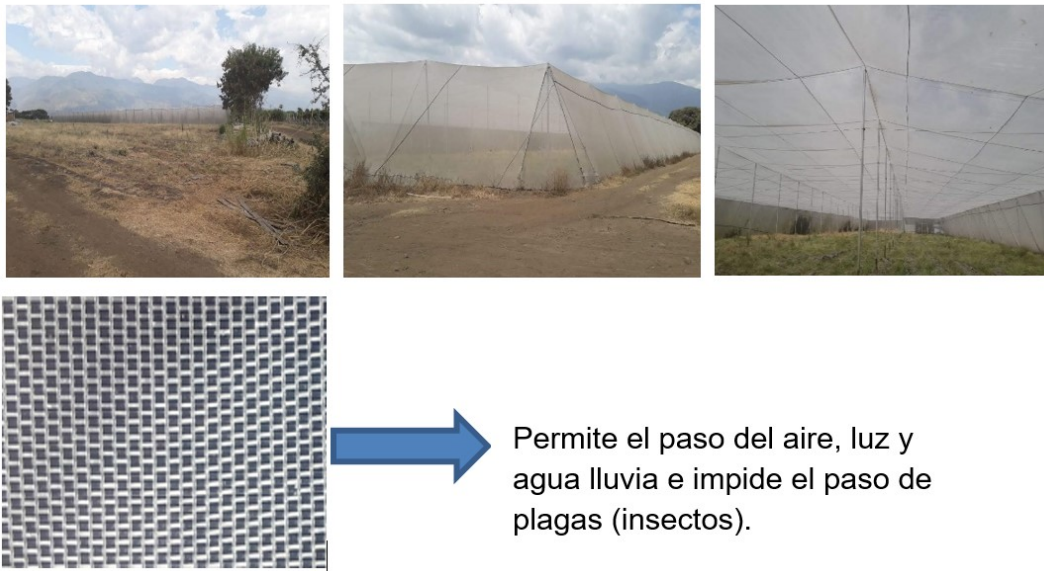 Permite el paso del aire, luz y
agua lluvia e impide el paso de
plagas (insectos).